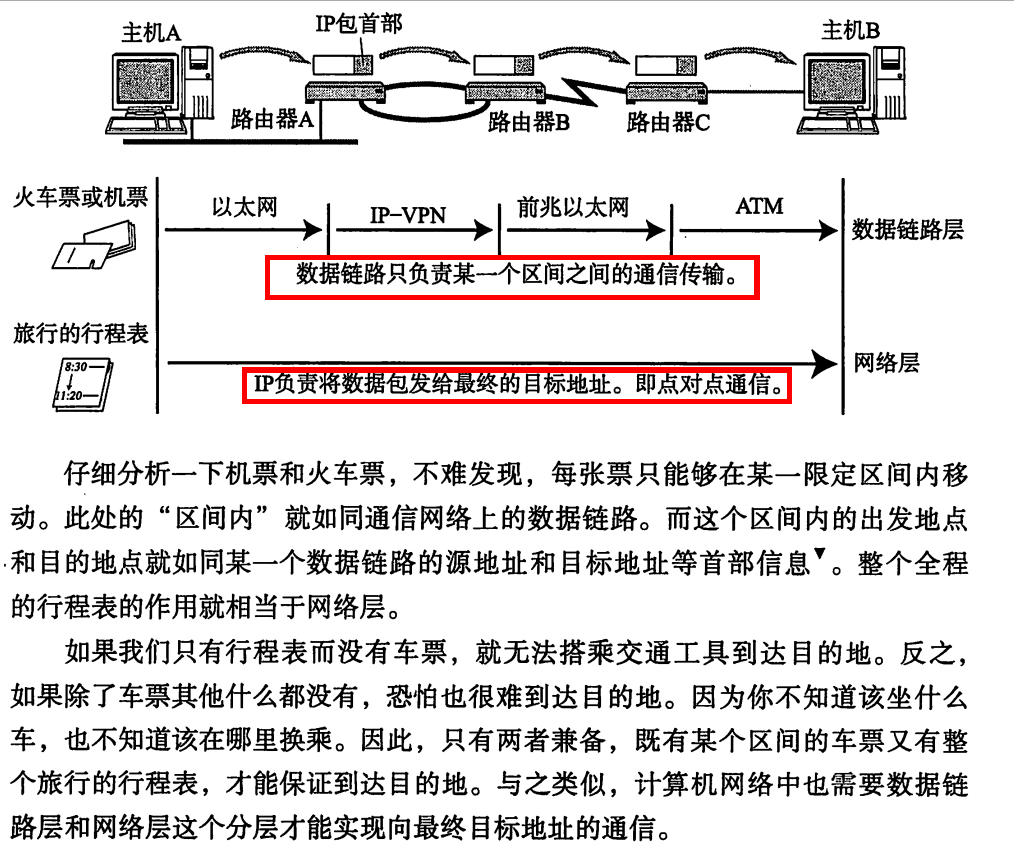 主机A
IP包首部
主机B
路由器A
路由器B
路由器C
火车票或机票
以太网
IP-VPN
前兆以太网
ATM
数据链路层
数据链路只负责某一个区间之间的通信传输。
旅行的行程表
8:30
11:20
网络层
IP负责将数据包发给最终的目标地址。即点对点通信。
仔细分析一下机票和火车票，不难发现，每张票只能够在某一限定区间内移
动。此处的“区间内”就如同通信网络上的数据链路。而这个区间内的出发地点
和目的地点就如同某一个数据链路的源地址和目标地址等首部信息▼。整个全程
的行程表的作用就相当于网络层。
如果我们只有行程表而没有车票，就无法搭乘交通工具到达目的地。反之，
如果除了车票其他什么都没有，恐怕也很难到达目的地。因为你不知道该坐什么
车，也不知道该在哪里换乘。因此，只有两者兼备，既有某个区间的车票又有整
个旅行的行程表，才能保证到达目的地。与之类似，计算机网络中也需要数据链
路层和网络层这个分层才能实现向最终目标地址的通信。